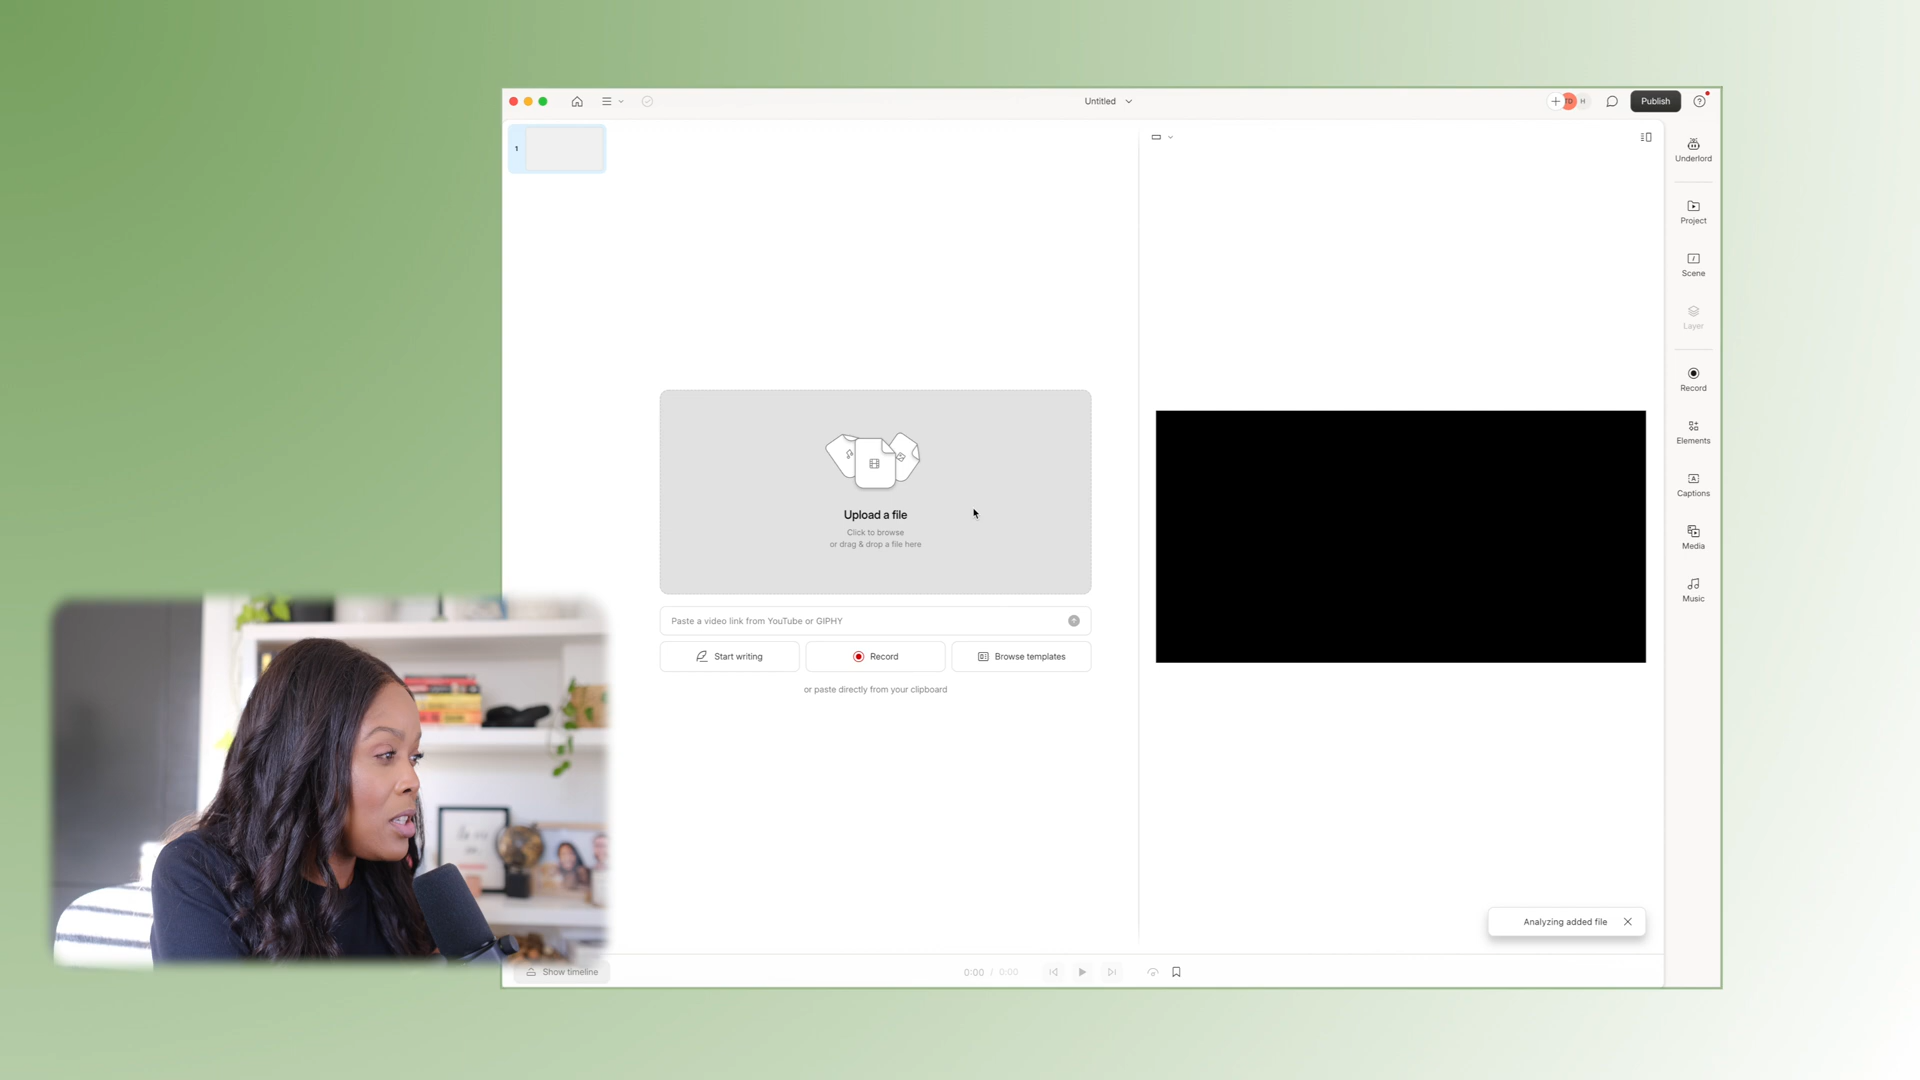 Untitled
TD
H
Publish
1
Underlord
Project
Scene
Layer
Record
Elements
Captions
Media
Music
Upload a file
Click to browse
or drag & drop a file here
Paste a video link from YouTube or GIPHY
Start writing
Record
Browse templates
or paste directly from your clipboard
Analyzing added file
Show timeline
0:00 / 0:00